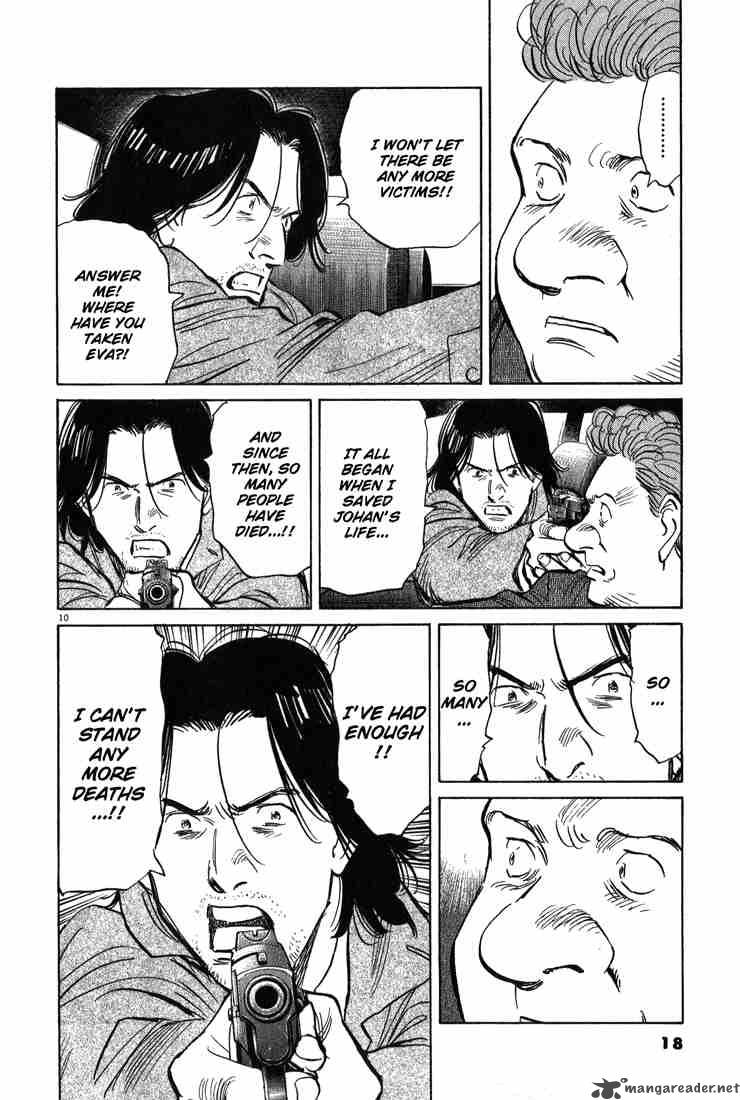 .........
I WON'T LET
THERE BE
ANY MORE
VICTIMS!!
ANSWER
ME!
WHERE
HAVE YOU
TAKEN
EVA?!
IT ALL
BEGAN
WHEN I
SAVED
JOHAN'S
LIFE...
AND
SINCE
THEN, SO
MANY
PEOPLE
HAVE
DIED...!!
10
SO
...
SO
MANY
...
I'VE HAD
ENOUGH
!!
I CAN'T
STAND
ANY
MORE
DEATHS
...!!
18
mangareader.net